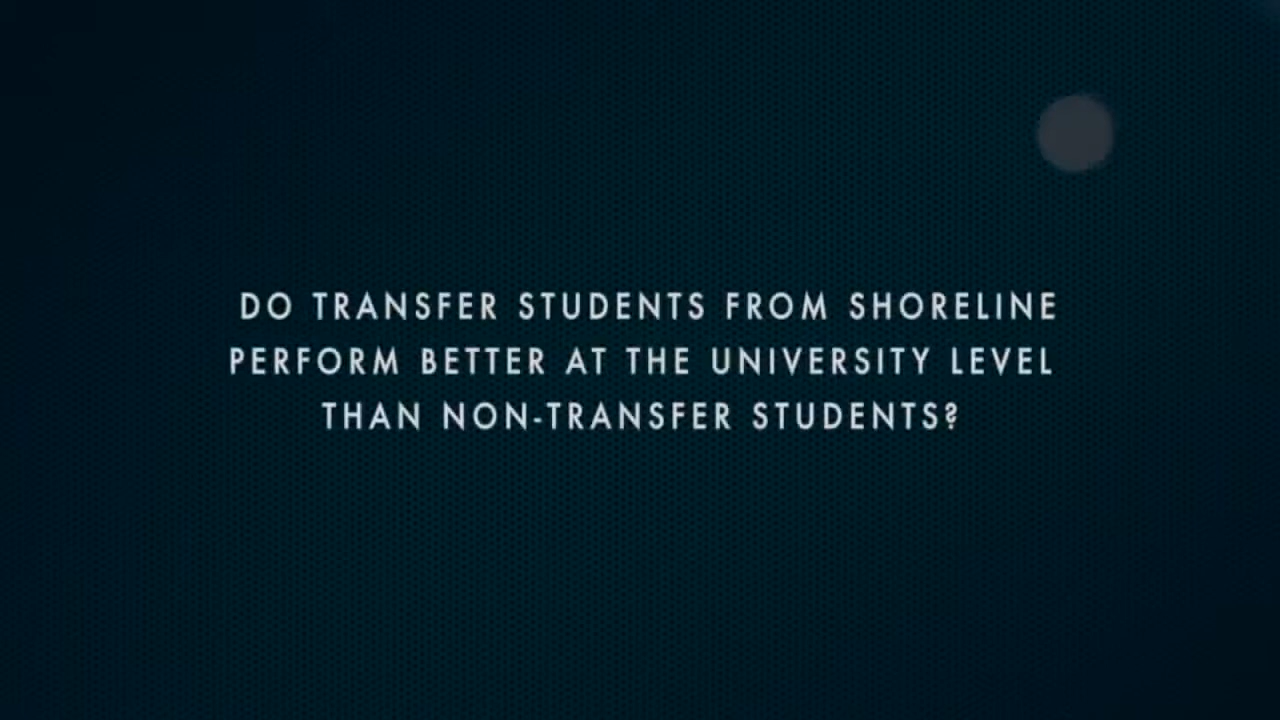 DO TRANSFER STUDENTS FROM SHORELINE
PERFORM BETTER AT THE UNIVERSITY LEVEL
THAN NON-TRANSFER STUDENTS?